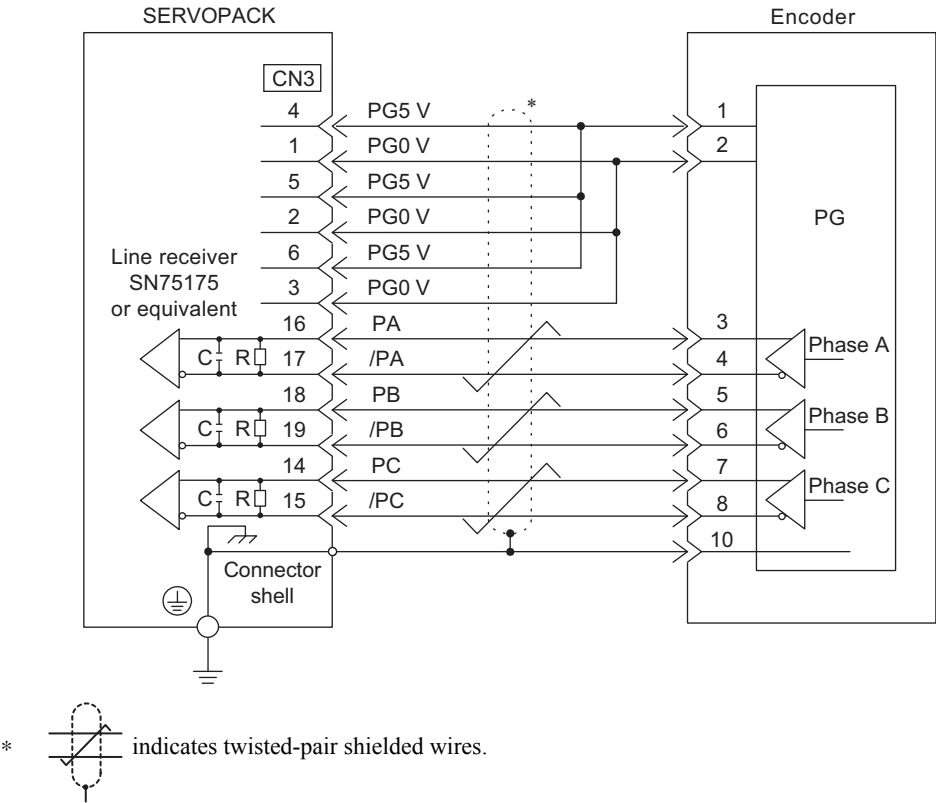 SERVOPACK
Encoder
CN3
4 PG5 V * 1
1 PG0 V 2
5 PG5 V
2 PG0 V
PG
6 PG5 V
3 PG0 V
Line receiver
SN75175
or equivalent
16 PA 3
Phase A
C R 17 /PA 4
18 PB 5
Phase B
C R 19 /PB 6
14 PC 7
Phase C
C R 15 /PC 8
10
Connector
shell
* indicates twisted-pair shielded wires.